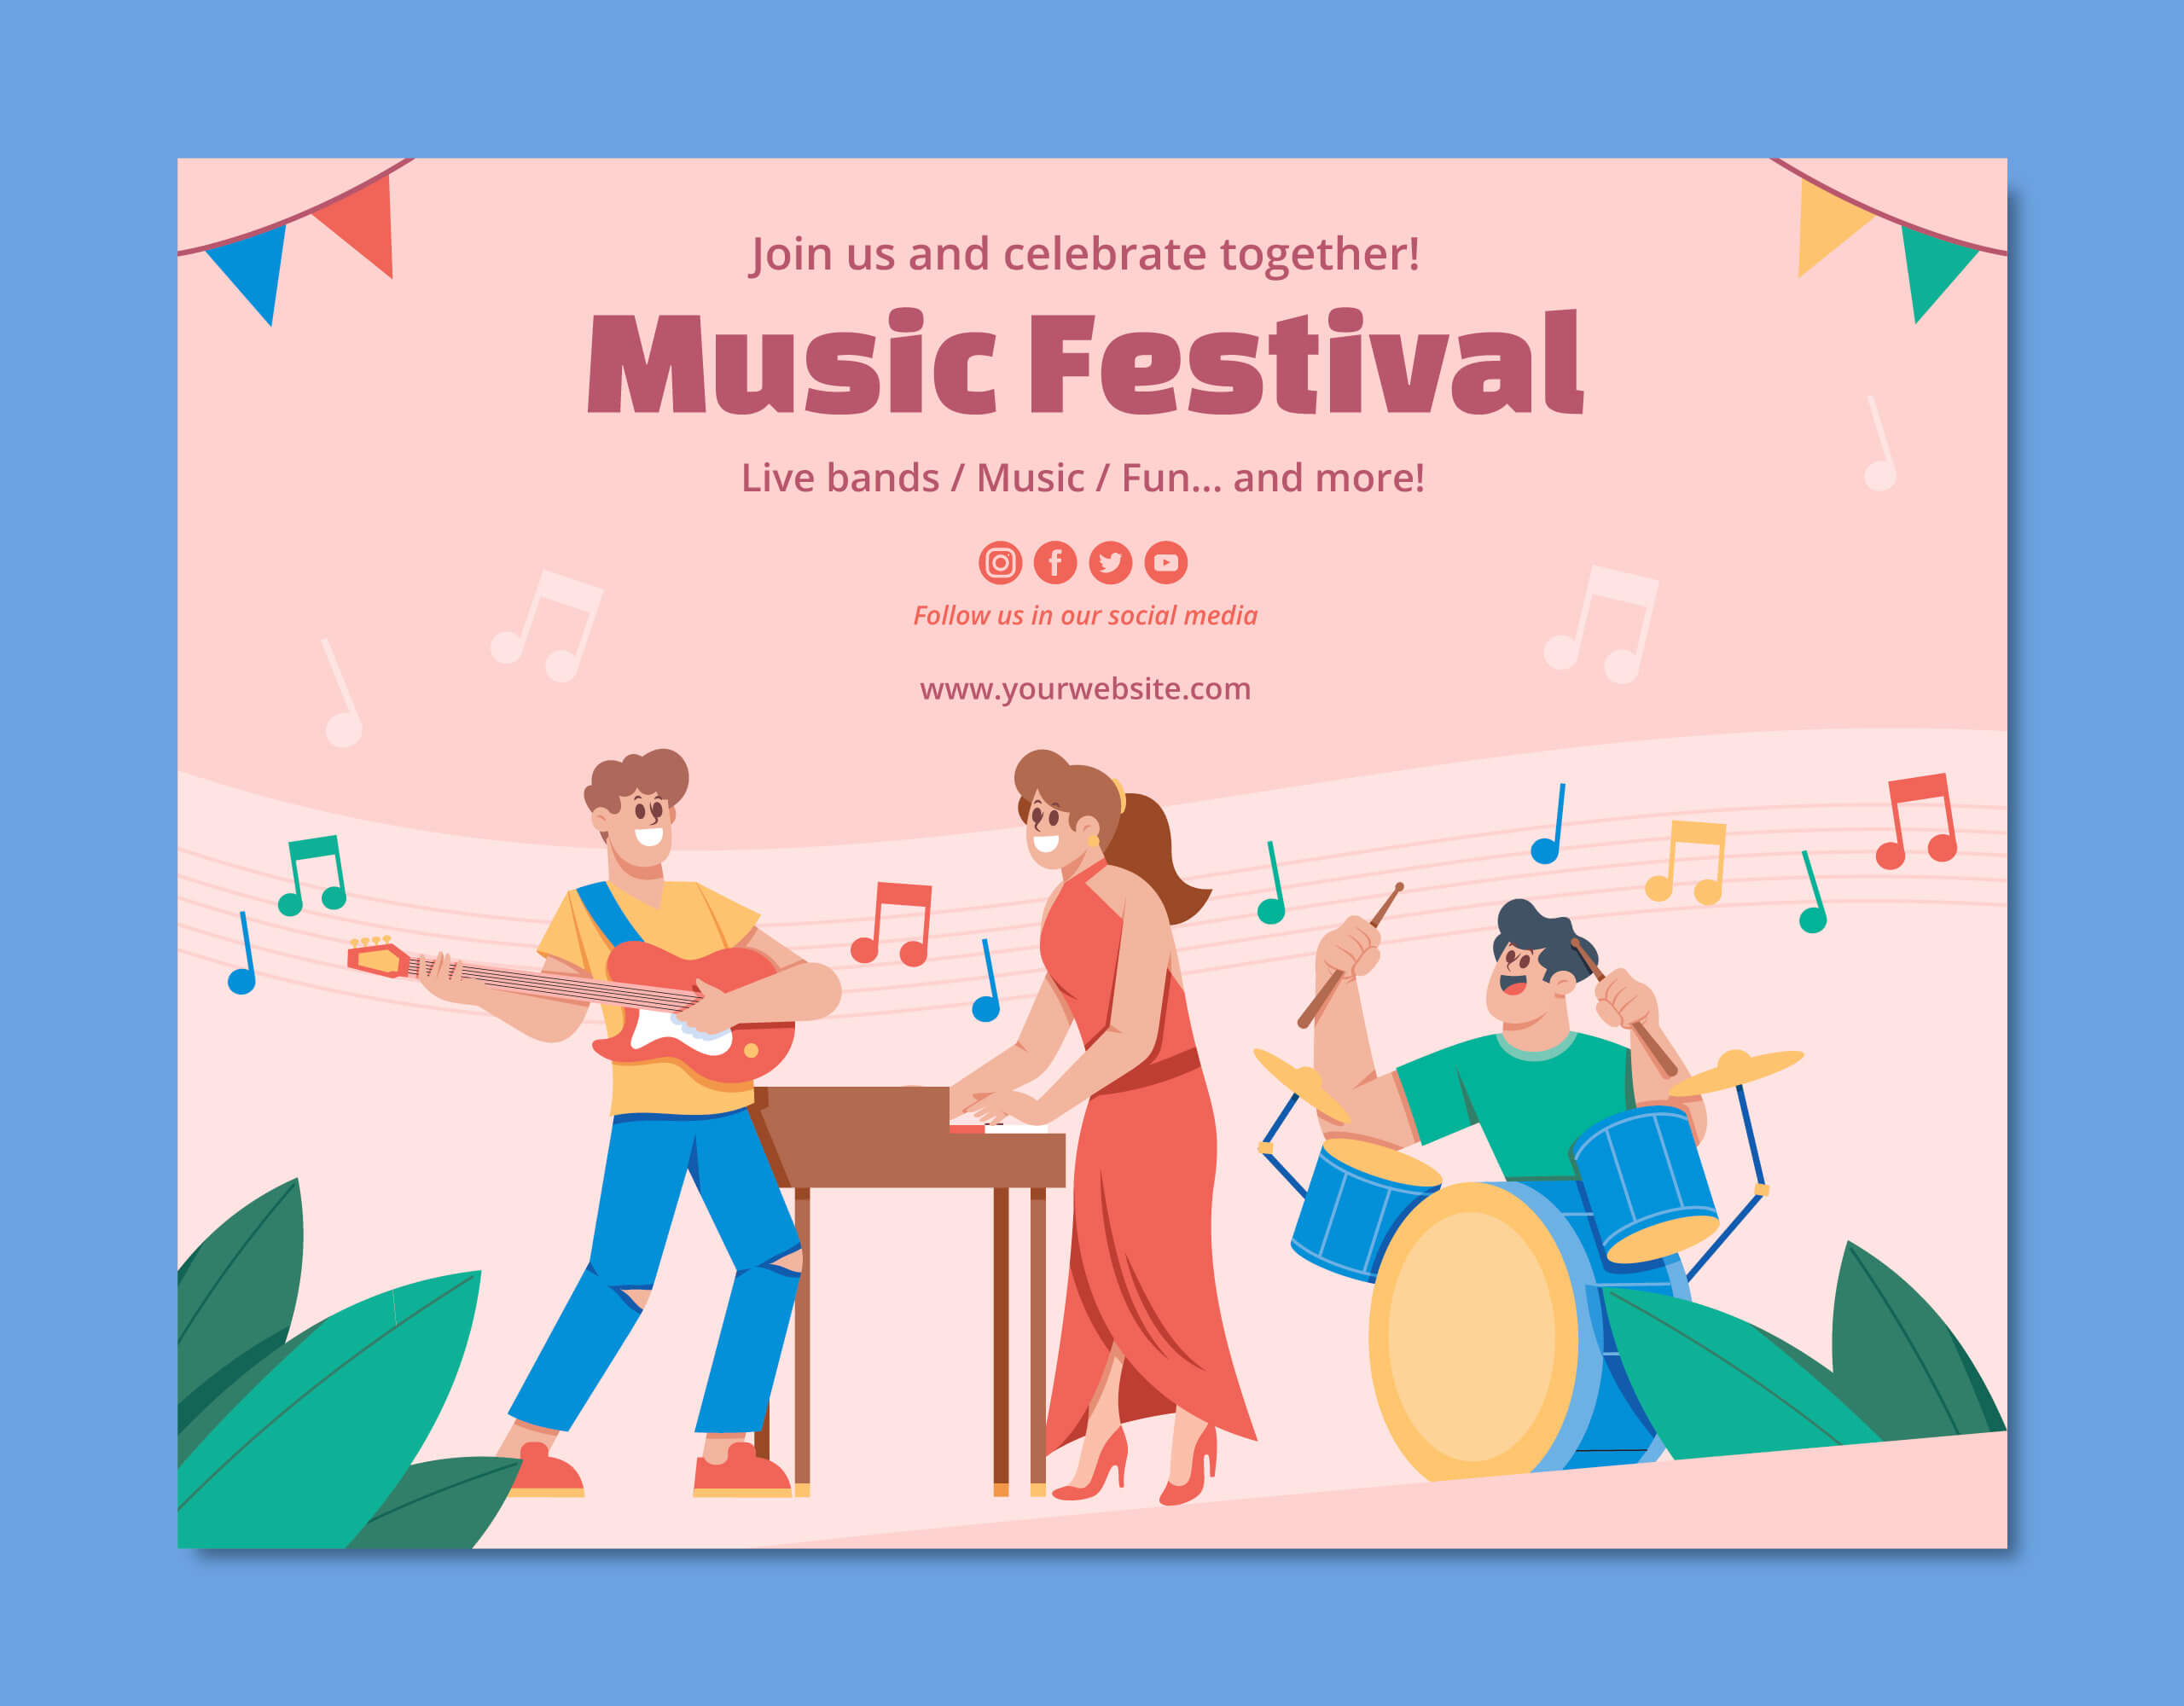 Join us and celebrate together!
Music Festival
Live bands / Music / Fun... and more!
Follow us in our social media
www.yourwebsite.com